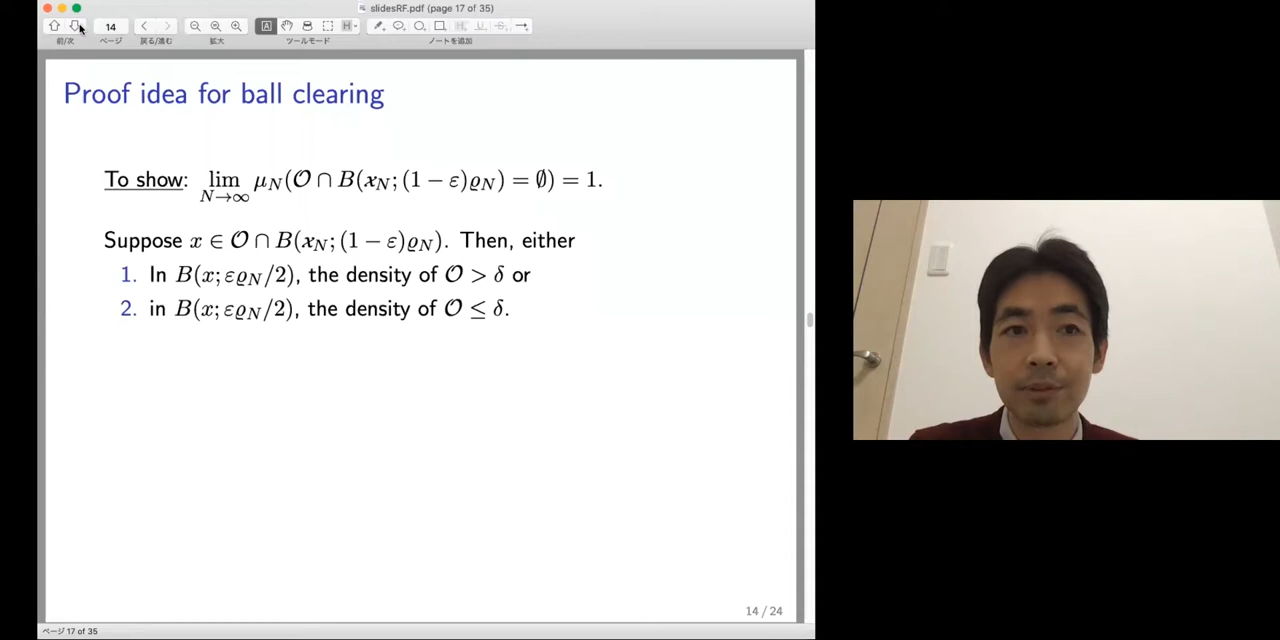 slidesRF.pdf (page 17 of 35)
14
前/次
ページ
戻る/進む
拡大
ツールモード
ノートを追加
Proof idea for ball clearing
To show: lim_{N→∞} μ_N(𝒪 ∩ B(𝓍_N; (1 − ε)ϱ_N) = ∅) = 1.
Suppose x ∈ 𝒪 ∩ B(𝓍_N; (1 − ε)ϱ_N). Then, either
1. In B(x; εϱ_N/2), the density of 𝒪 > δ or
2. in B(x; εϱ_N/2), the density of 𝒪 ≤ δ.
14 / 24
ページ 17 of 35